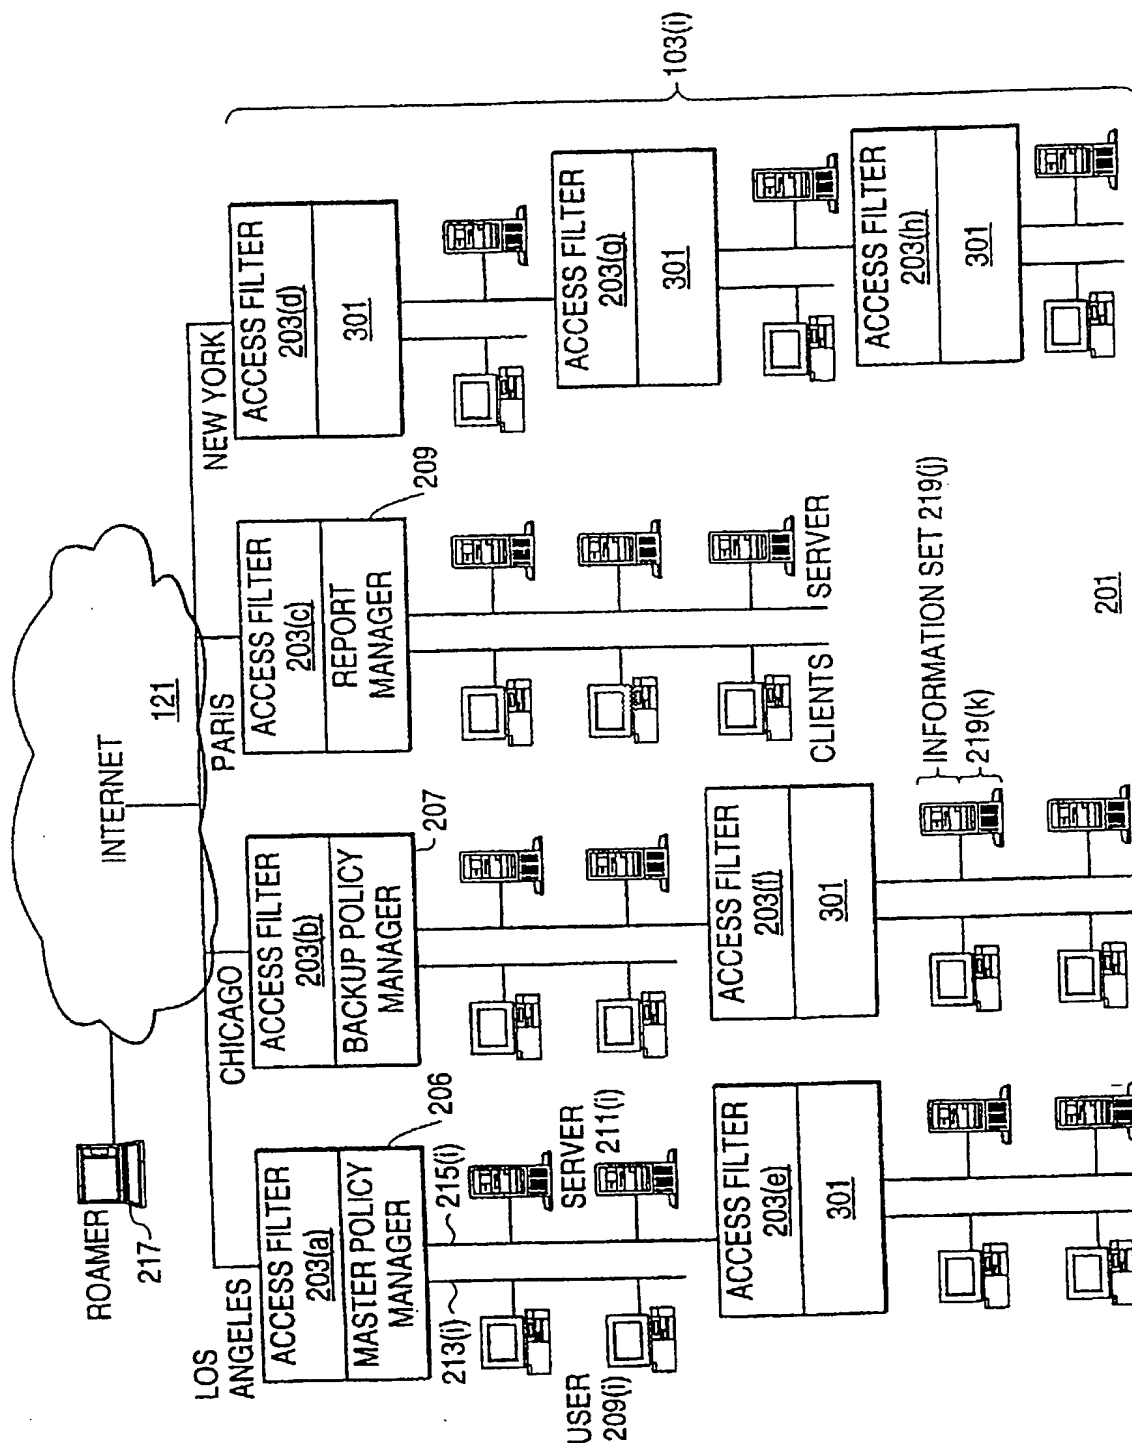 ROAMER
217
INTERNET
121
LOS
ANGELES
CHICAGO
PARIS
NEW YORK
ACCESS FILTER
203(a)
MASTER POLICY
MANAGER
206
ACCESS FILTER
203(b)
BACKUP POLICY
MANAGER
207
ACCESS FILTER
203(c)
REPORT
MANAGER
209
ACCESS FILTER
203(d)
301
213(i)
215(i)
USER
209(i)
SERVER
211(i)
ACCESS FILTER
203(e)
301
ACCESS FILTER
203(f)
301
CLIENTS
SERVER
INFORMATION SET 219(j)
219(k)
ACCESS FILTER
203(g)
301
ACCESS FILTER
203(h)
301
103(i)
201